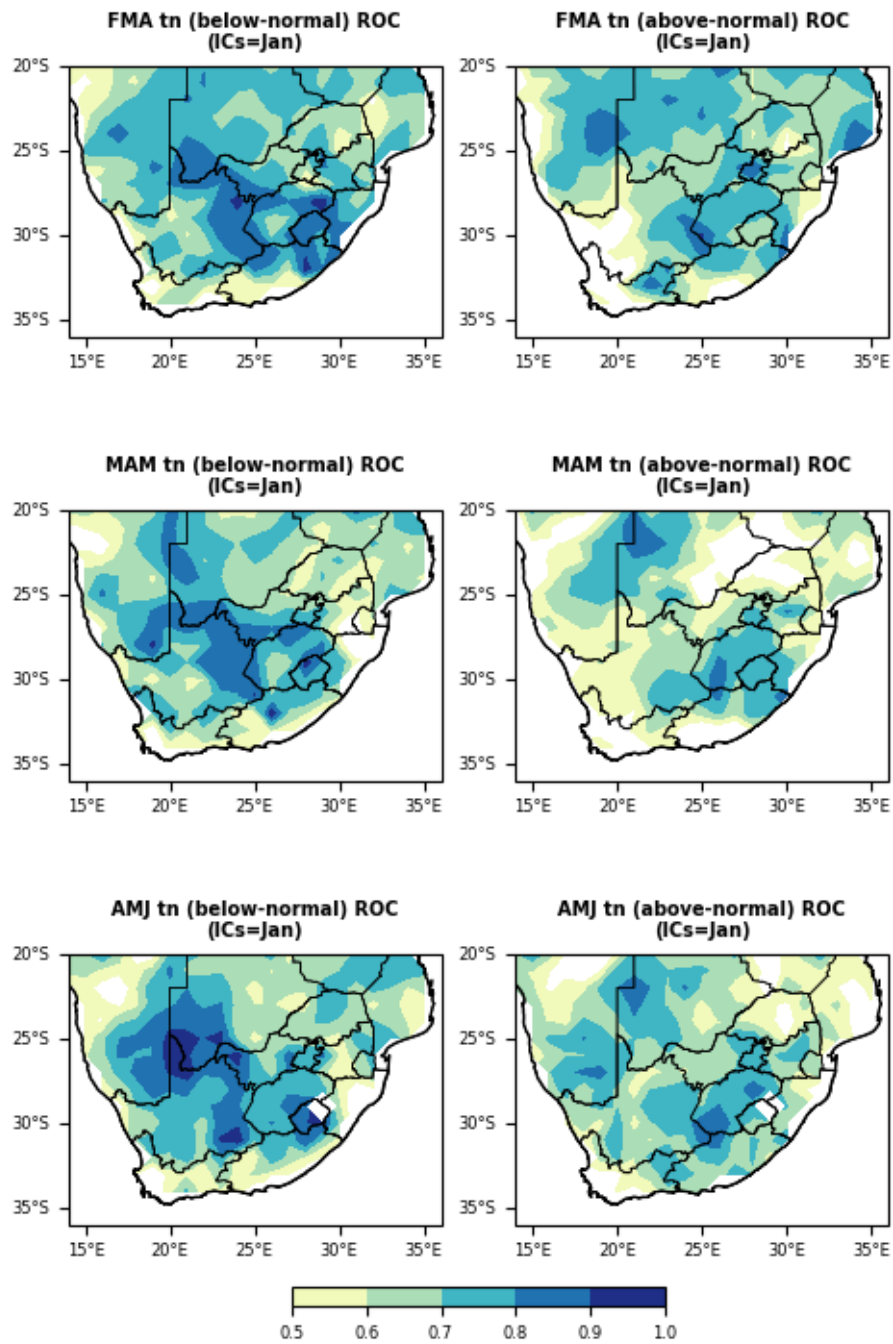 FMA tn (below-normal) ROC
(ICs=Jan)
FMA tn (above-normal) ROC
(ICs=Jan)
20°S
25°S
30°S
35°S
15°E 20°E 25°E 30°E 35°E
20°S
25°S
30°S
35°S
15°E 20°E 25°E 30°E 35°E
MAM tn (below-normal) ROC
(ICs=Jan)
MAM tn (above-normal) ROC
(ICs=Jan)
20°S
25°S
30°S
35°S
15°E 20°E 25°E 30°E 35°E
20°S
25°S
30°S
35°S
15°E 20°E 25°E 30°E 35°E
AMJ tn (below-normal) ROC
(ICs=Jan)
AMJ tn (above-normal) ROC
(ICs=Jan)
20°S
25°S
30°S
35°S
15°E 20°E 25°E 30°E 35°E
20°S
25°S
30°S
35°S
15°E 20°E 25°E 30°E 35°E
0.5 0.6 0.7 0.8 0.9 1.0